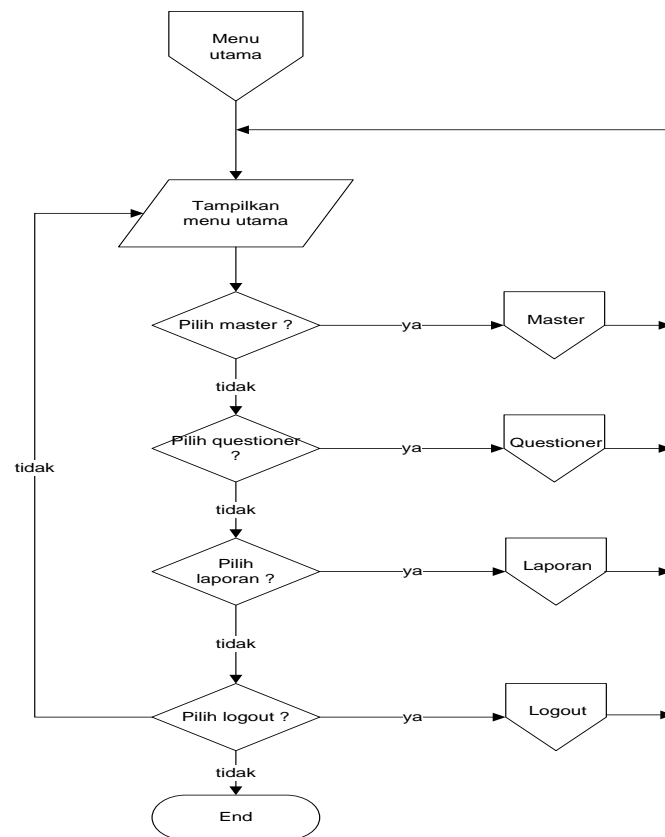 Menu
utama
Tampilkan
menu utama
Pilih master ?
ya
Master
tidak
Pilih questioner
?
ya
Questioner
tidak
tidak
Pilih
laporan ?
ya
Laporan
tidak
Pilih logout ?
ya
Logout
tidak
End